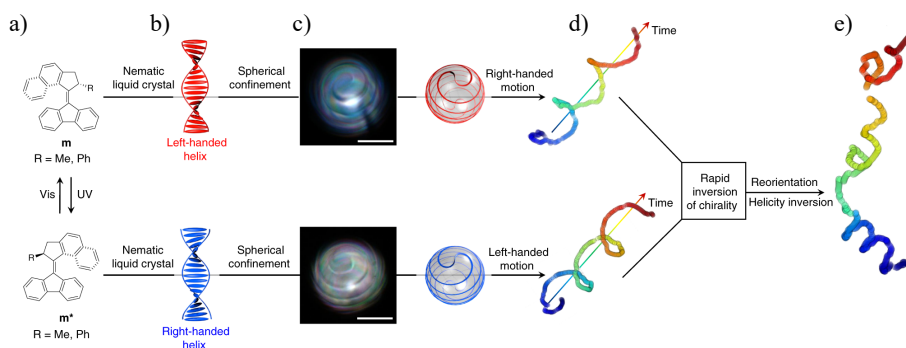 a)
b)
c)
d)
e)
R
m
R = Me, Ph
Vis
UV
R
m*
R = Me, Ph
Nematic
liquid crystal
Left-handed
helix
Spherical
confinement
Right-handed
motion
Time
Nematic
liquid crystal
Right-handed
helix
Spherical
confinement
Left-handed
motion
Time
Rapid
inversion
of chirality
Reorientation
Helicity inversion